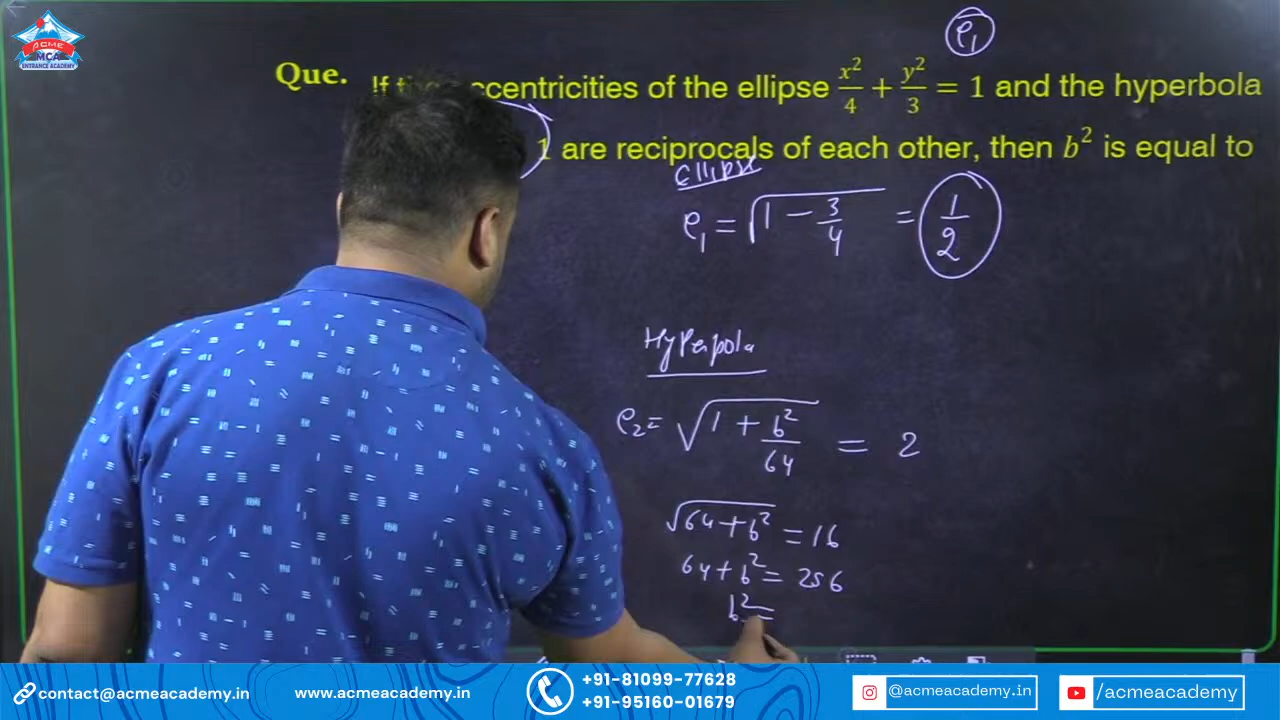 ACME
MCA
ENTRANCE ACADEMY
e₁
Que. If eccentricities of the ellipse x²/4 + y²/3 = 1 and the hyperbola
1 are reciprocals of each other, then b² is equal to
Ellipse
e₁ = √(1 − 3/4) = 1/2
Hyperbola
e₂ = √(1 + b²/64) = 2
√(64 + b²) = 16
64 + b² = 256
b² =
contact@acmeacademy.in
www.acmeacademy.in
+91-81099-77628
+91-95160-01679
@acmeacademy.in
/acmeacademy